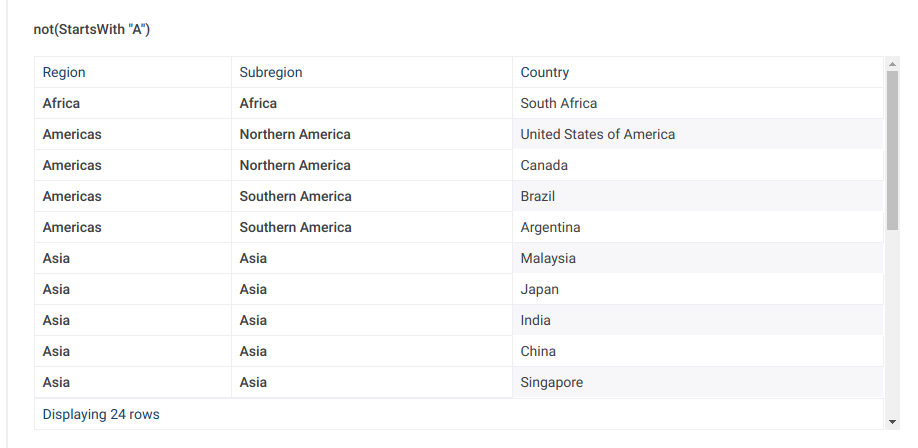 not(StartsWith "A")
Region Subregion Country
Africa Africa South Africa
Americas Northern America United States of America
Americas Northern America Canada
Americas Southern America Brazil
Americas Southern America Argentina
Asia Asia Malaysia
Asia Asia Japan
Asia Asia India
Asia Asia China
Asia Asia Singapore
Displaying 24 rows